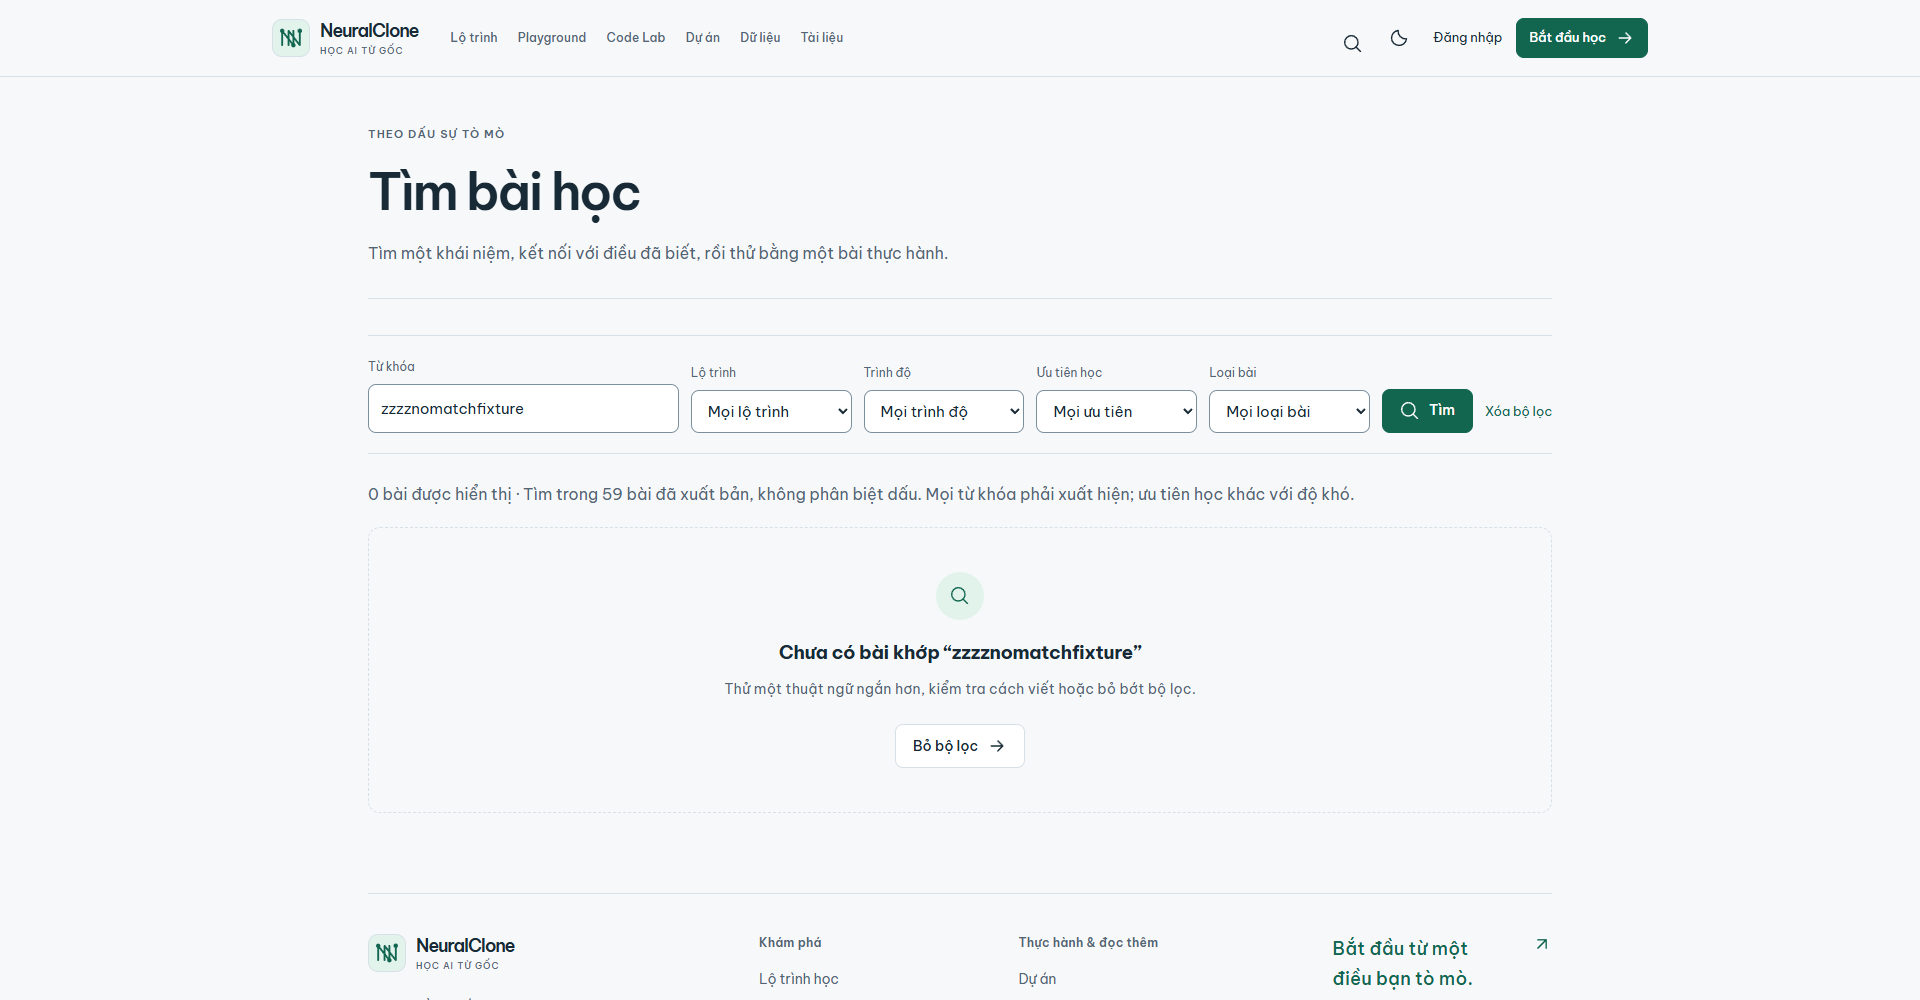 NeuralClone
HỌC AI TỪ GỐC
Lộ trình
Playground
Code Lab
Dự án
Dữ liệu
Tài liệu
Đăng nhập
Bắt đầu học
THEO DẤU SỰ TÒ MÒ
Tìm bài học
Tìm một khái niệm, kết nối với điều đã biết, rồi thử bằng một bài thực hành.
Từ khóa
Lộ trình
Trình độ
Ưu tiên học
Loại bài
zzzznomatchfixture
Mọi lộ trình
Mọi trình độ
Mọi ưu tiên
Mọi loại bài
Tìm
Xóa bộ lọc
0 bài được hiển thị · Tìm trong 59 bài đã xuất bản, không phân biệt dấu. Mọi từ khóa phải xuất hiện; ưu tiên học khác với độ khó.
Chưa có bài khớp “zzzznomatchfixture”
Thử một thuật ngữ ngắn hơn, kiểm tra cách viết hoặc bỏ bớt bộ lọc.
Bỏ bộ lọc
NeuralClone
HỌC AI TỪ GỐC
Khám phá
Lộ trình học
Thực hành & đọc thêm
Dự án
Bắt đầu từ một
điều bạn tò mò.